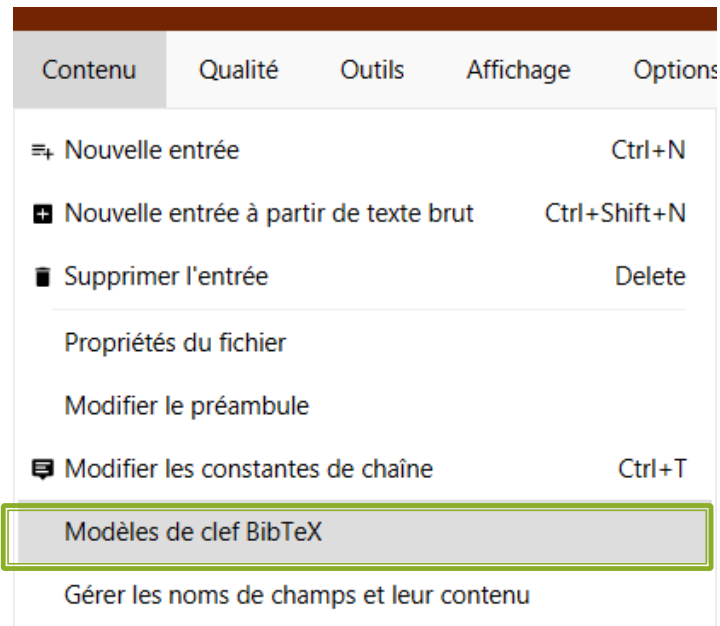 Contenu Qualité Outils Affichage Options
Nouvelle entrée Ctrl+N
Nouvelle entrée à partir de texte brut Ctrl+Shift+N
Supprimer l'entrée Delete
Propriétés du fichier
Modifier le préambule
Modifier les constantes de chaîne Ctrl+T
Modèles de clef BibTeX
Gérer les noms de champs et leur contenu